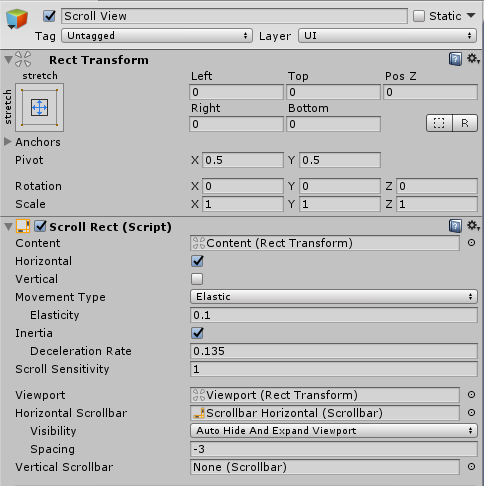 Scroll View Static
Tag Untagged Layer UI
Rect Transform
stretch Left Top Pos Z
stretch 0 0 0
Right Bottom
0 0 R
Anchors
Pivot X 0.5 Y 0.5
Rotation X 0 Y 0 Z 0
Scale X 1 Y 1 Z 1
Scroll Rect (Script)
Content Content (Rect Transform)
Horizontal
Vertical
Movement Type Elastic
Elasticity 0.1
Inertia
Deceleration Rate 0.135
Scroll Sensitivity 1
Viewport Viewport (Rect Transform)
Horizontal Scrollbar Scrollbar Horizontal (Scrollbar)
Visibility Auto Hide And Expand Viewport
Spacing -3
Vertical Scrollbar None (Scrollbar)